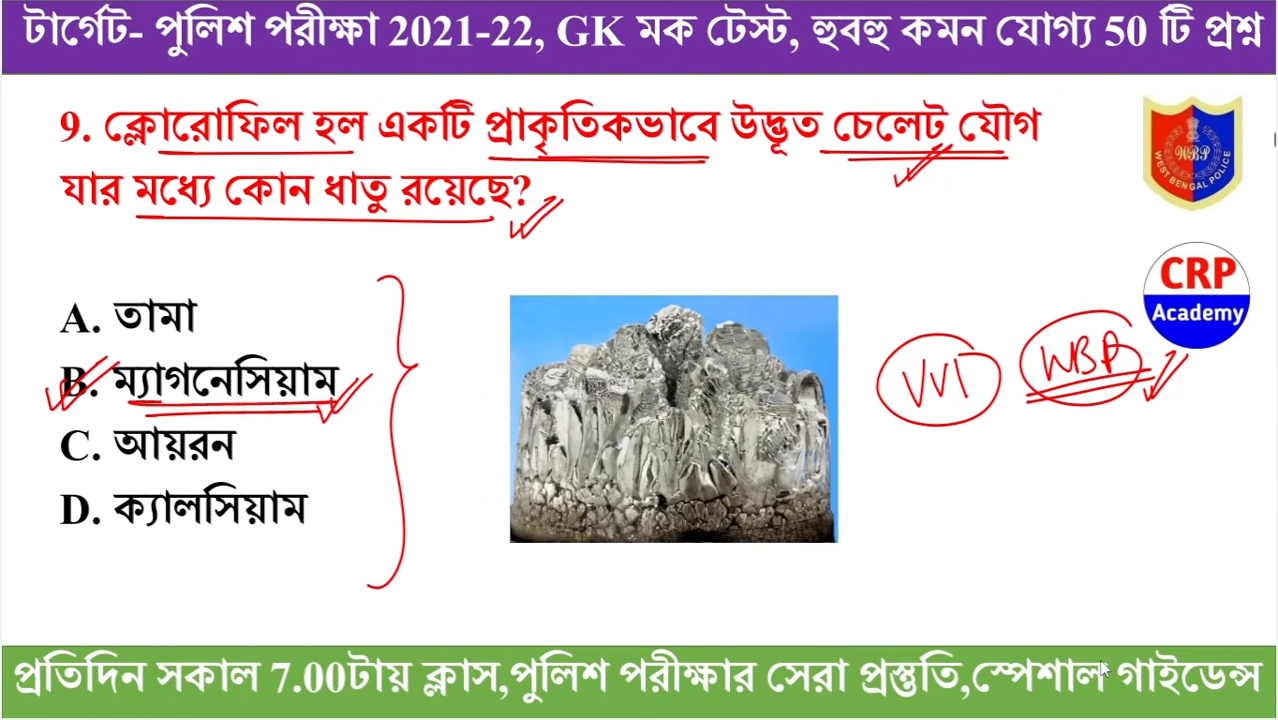 টার্গেট- পুলিশ পরীক্ষা 2021-22, GK মক টেস্ট, হুবহু কমন যোগ্য 50 টি প্রশ্ন
9. ক্লোরোফিল হল একটি প্রাকৃতিকভাবে উদ্ভূত চেলেট যৌগ
যার মধ্যে কোন ধাতু রয়েছে?
WBP
WEST BENGAL POLICE
CRP
Academy
A. তামা
B. ম্যাগনেসিয়াম
C. আয়রন
D. ক্যালসিয়াম
VVI WBP
প্রতিদিন সকাল 7.00টায় ক্লাস,পুলিশ পরীক্ষার সেরা প্রস্তুতি,স্পেশাল গাইডেন্স